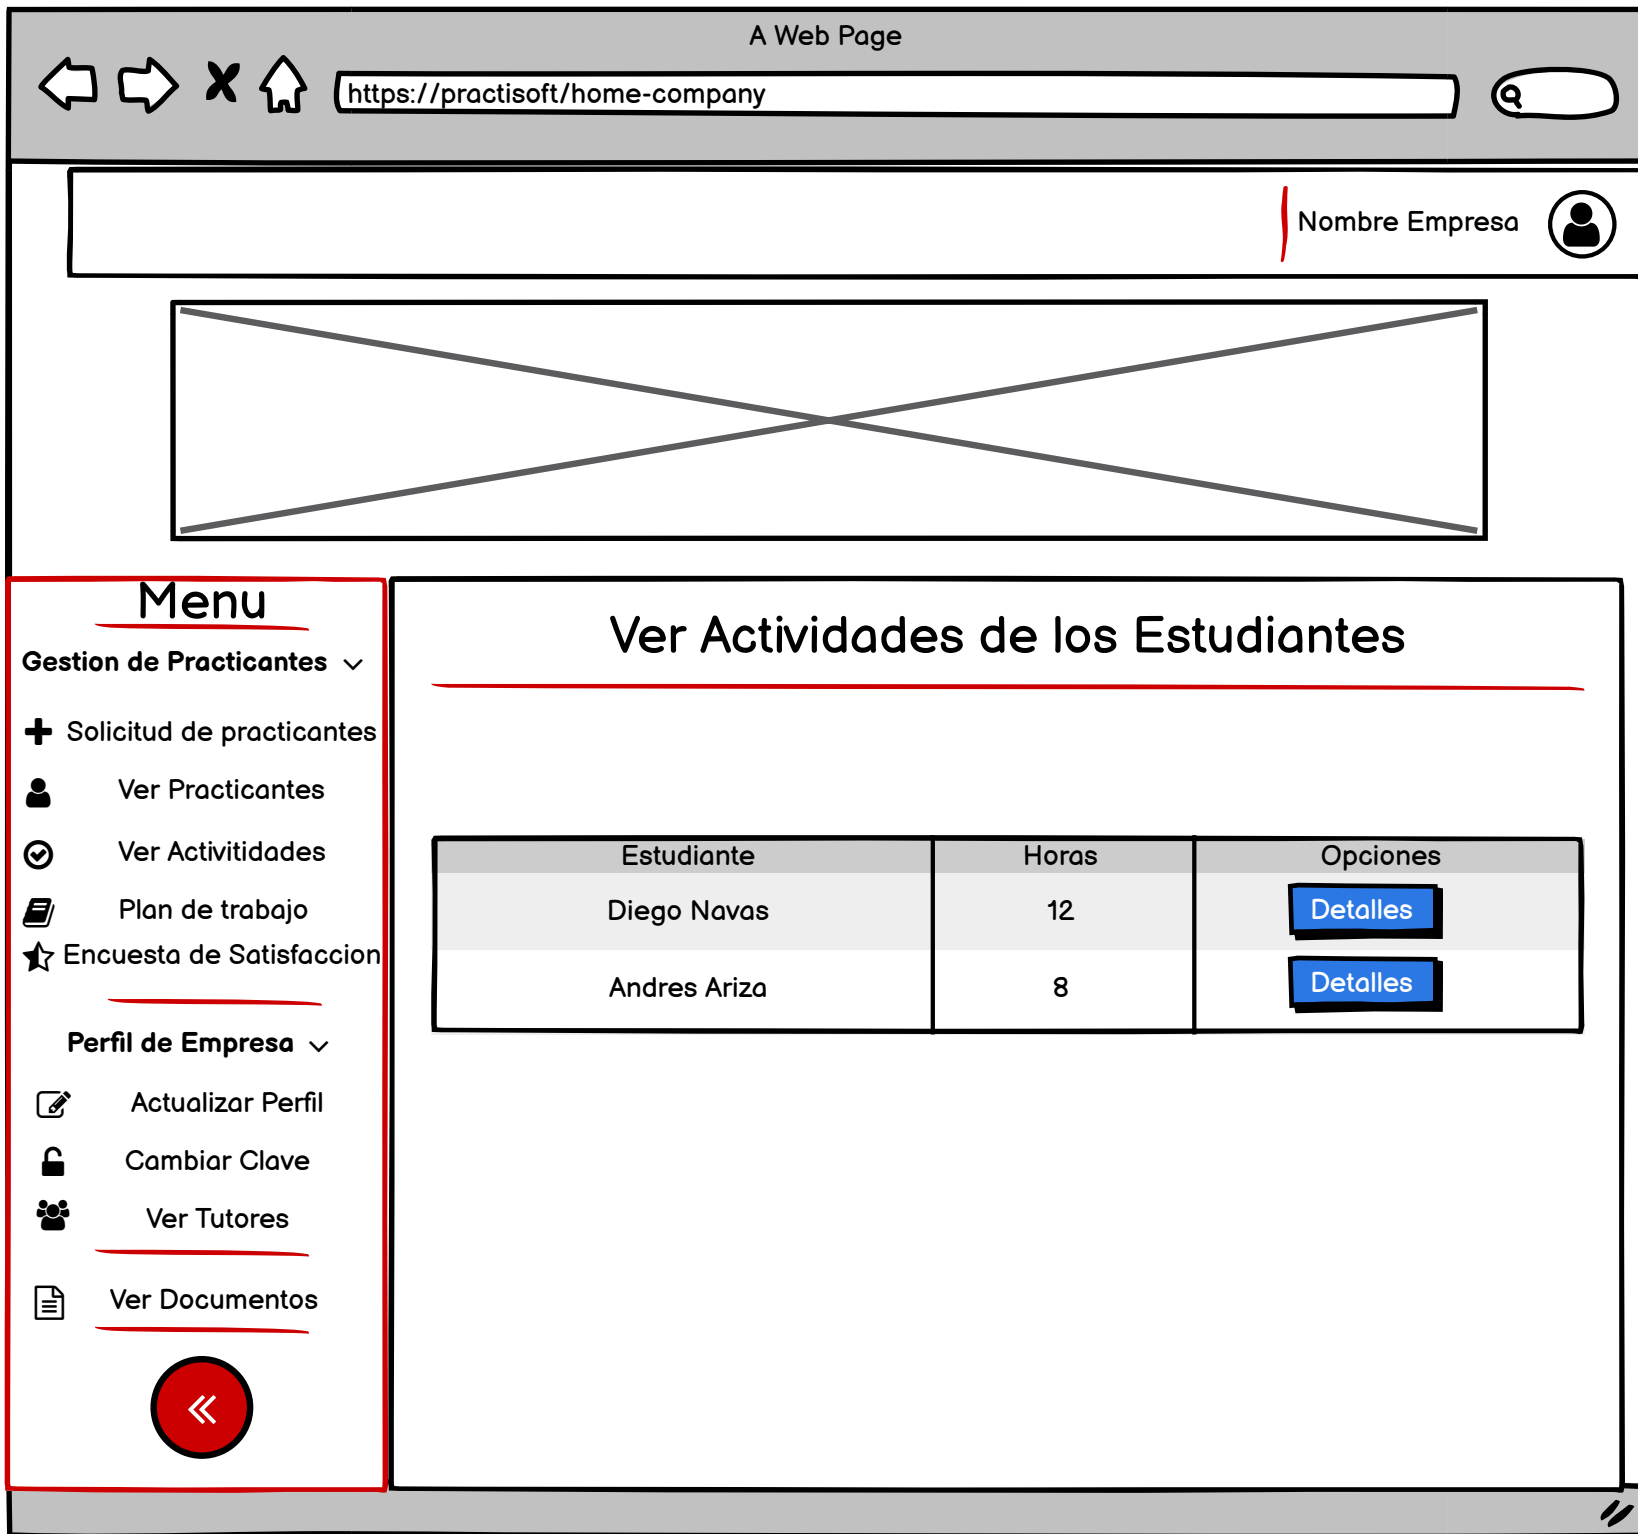 A Web Page
https://practisoft/home-company
Nombre Empresa
Menu
Gestion de Practicantes
Solicitud de practicantes
Ver Practicantes
Ver Activitidades
Plan de trabajo
Encuesta de Satisfaccion
Perfil de Empresa
Actualizar Perfil
Cambiar Clave
Ver Tutores
Ver Documentos
Ver Actividades de los Estudiantes
Estudiante Horas Opciones
Diego Navas 12 Detalles
Andres Ariza 8 Detalles